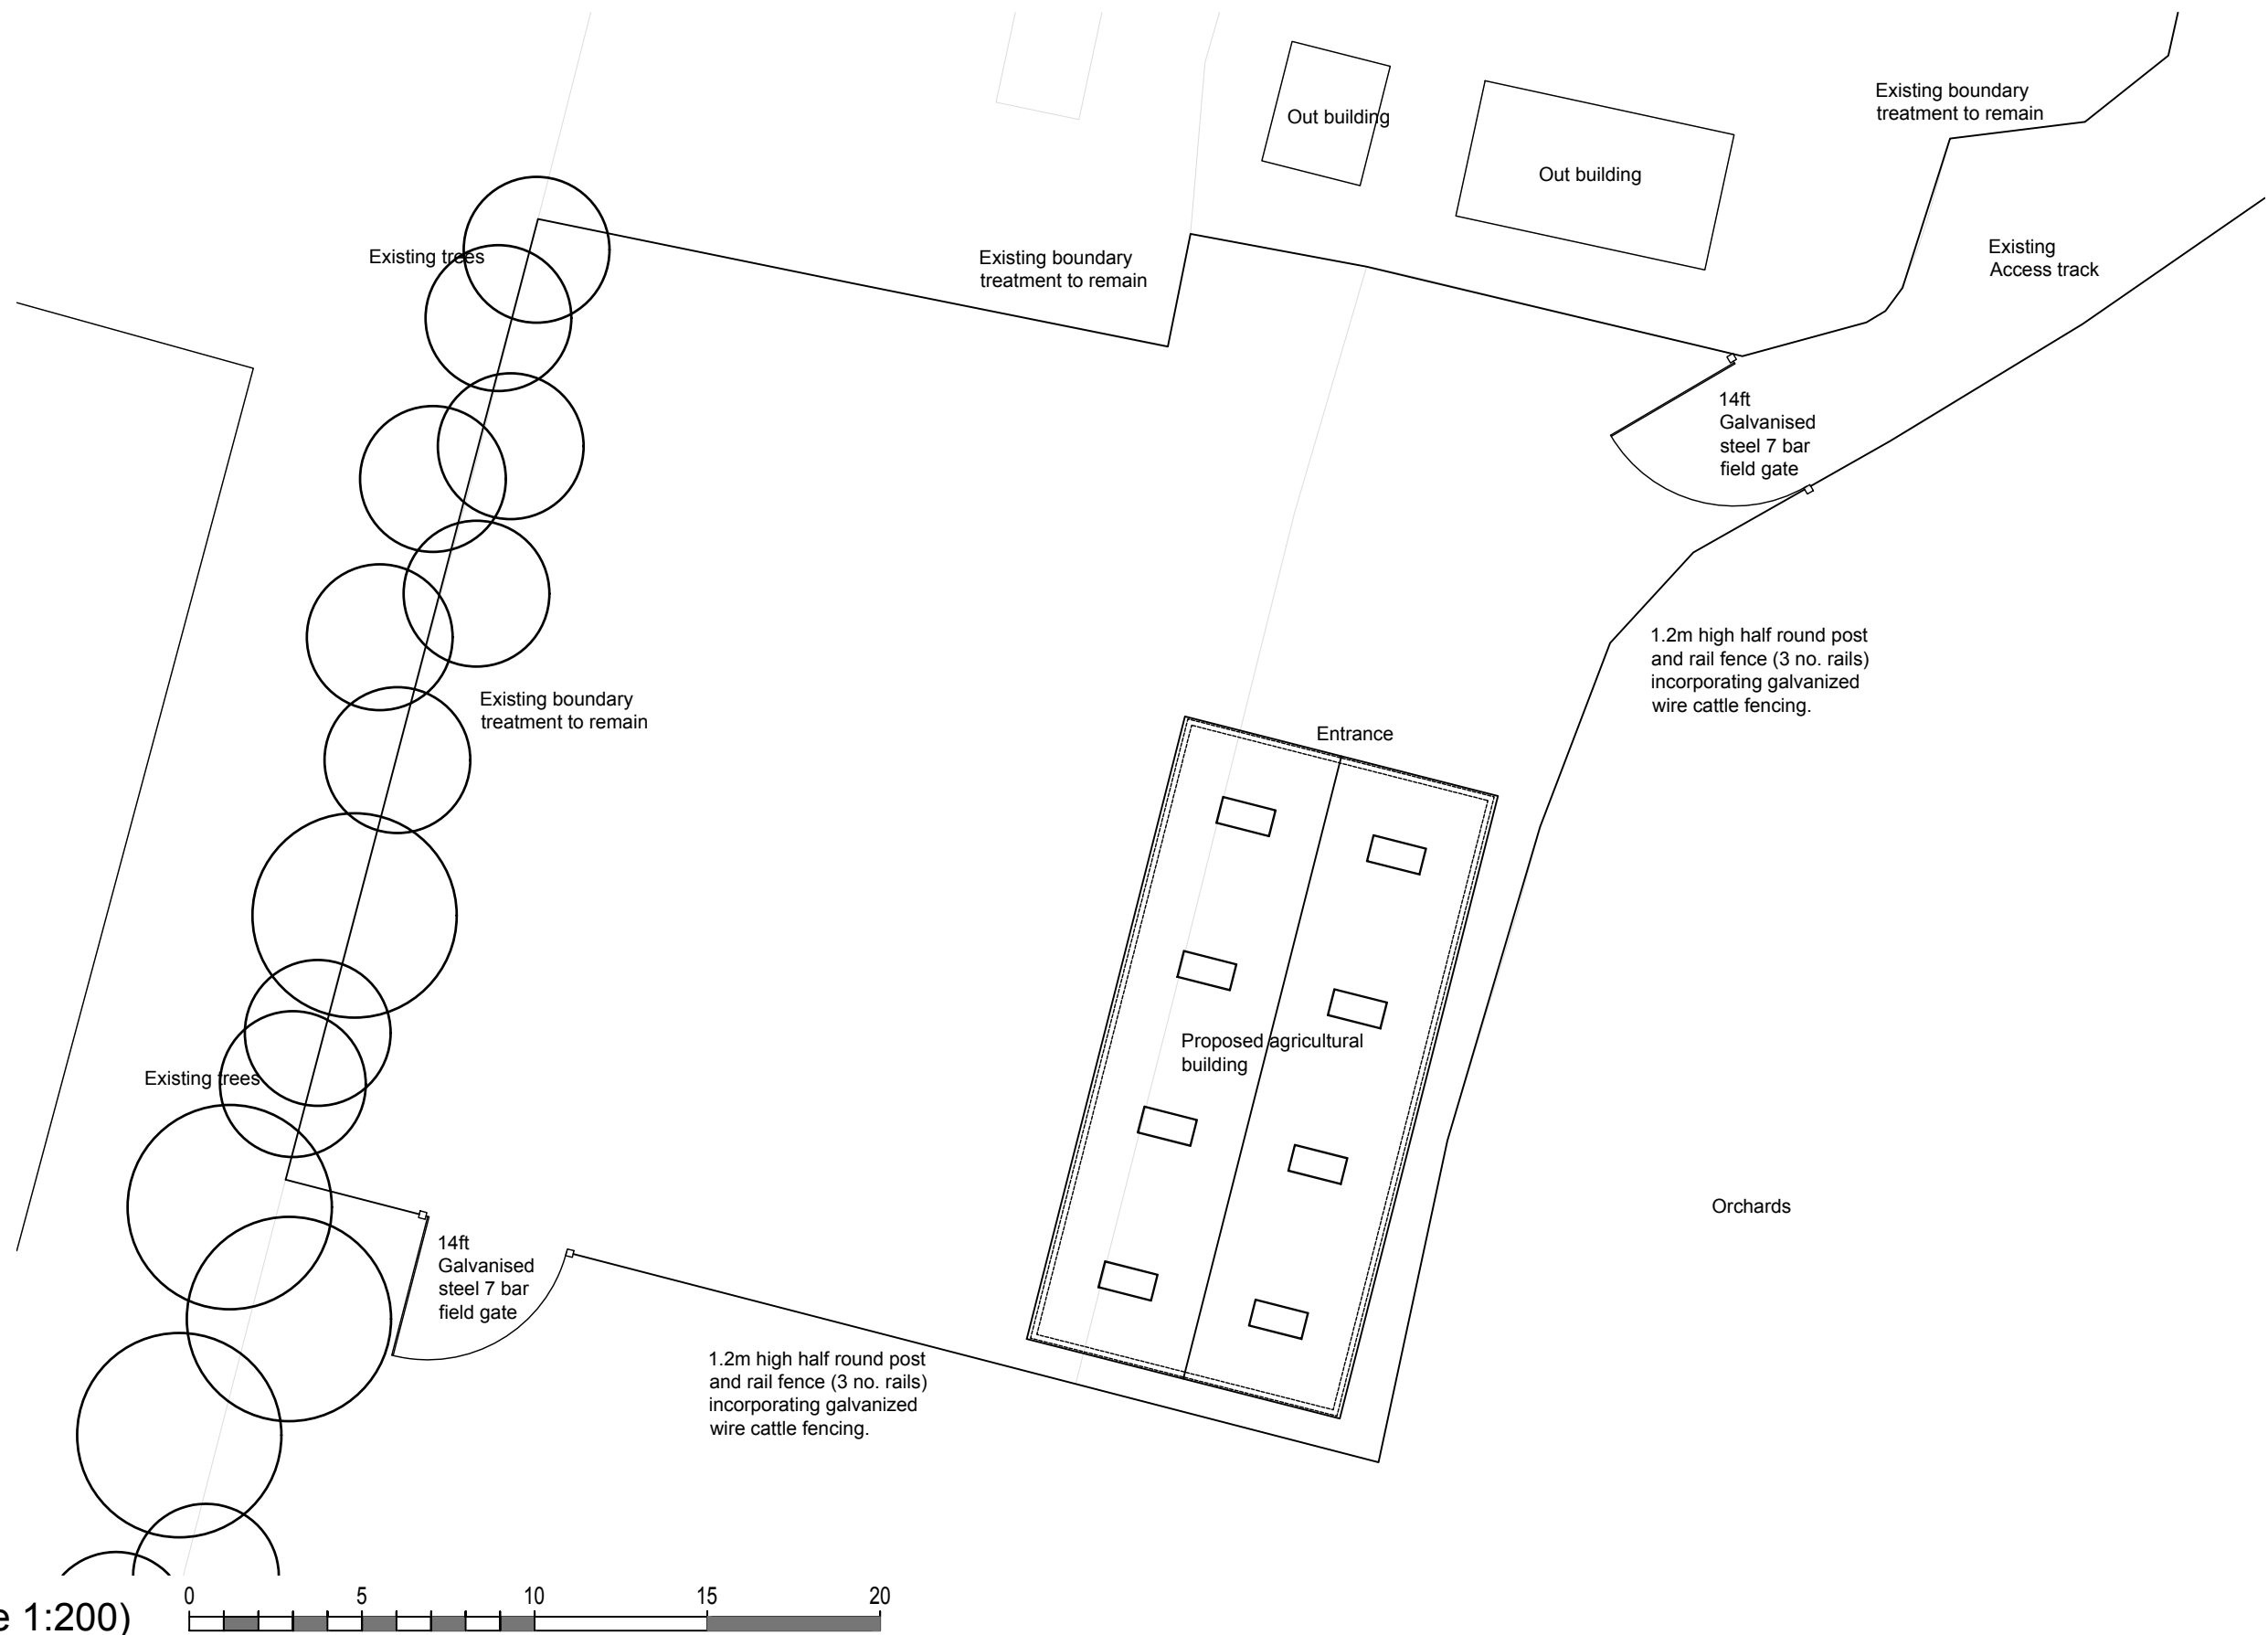 Out building
Existing boundary
treatment to remain
Out building
Existing trees
Existing boundary
treatment to remain
Existing
Access track
14ft
Galvanised
steel 7 bar
field gate
1.2m high half round post
and rail fence (3 no. rails)
incorporating galvanized
wire cattle fencing.
Existing boundary
treatment to remain
Entrance
Proposed agricultural
building
Existing trees
Orchards
14ft
Galvanised
steel 7 bar
field gate
1.2m high half round post
and rail fence (3 no. rails)
incorporating galvanized
wire cattle fencing.
0 5 10 15 20
e 1:200)